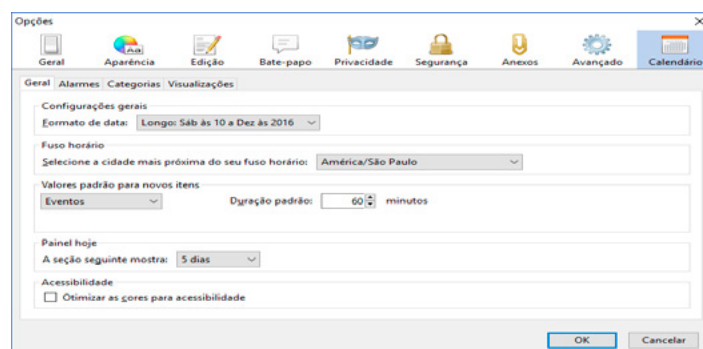 Opções
Geral Aparência Edição Bate-papo Privacidade Segurança Anexos Avançado Calendário
Geral Alarmes Categorias Visualizações
Configurações gerais
Formato de data: Longo: Sáb às 10 a Dez às 2016
Fuso horário
Selecione a cidade mais próxima do seu fuso horário: América/São Paulo
Valores padrão para novos itens
Eventos Duração padrão: 60 minutos
Painel hoje
A seção seguinte mostra: 5 dias
Acessibilidade
Otimizar as cores para acessibilidade
OK Cancelar